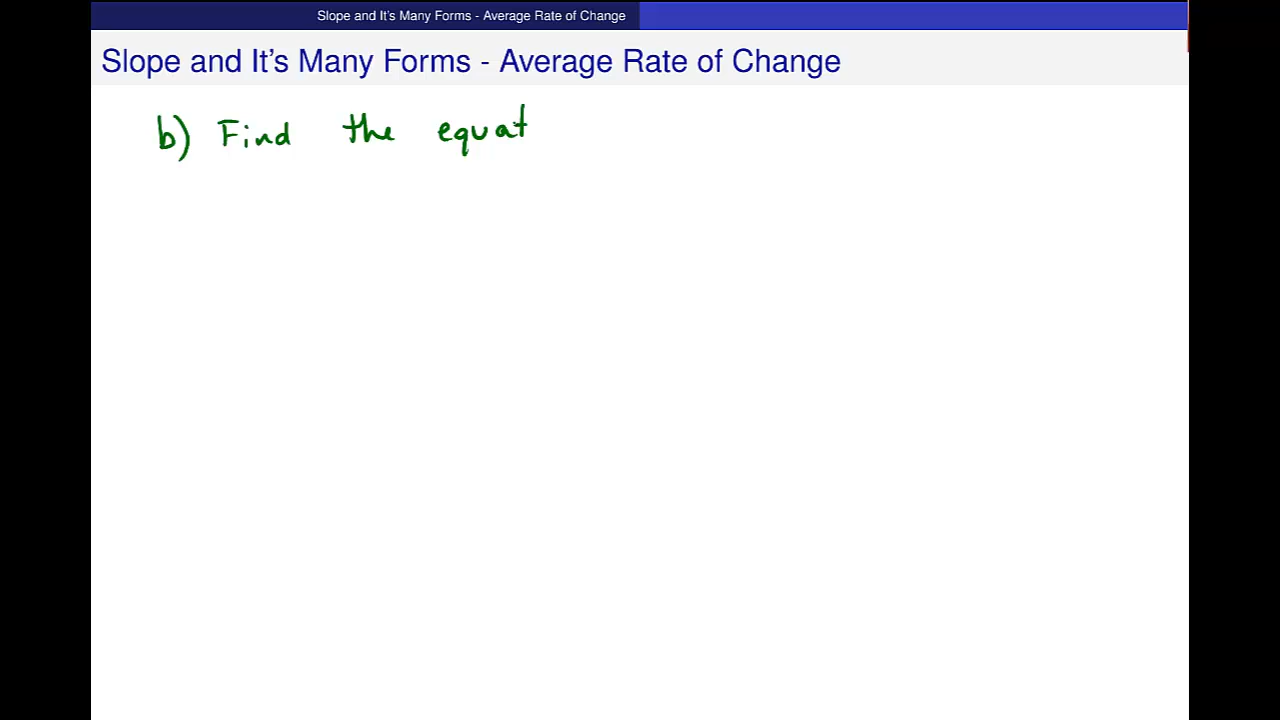 Slope and It's Many Forms - Average Rate of Change
Slope and It's Many Forms - Average Rate of Change
b) Find the equat